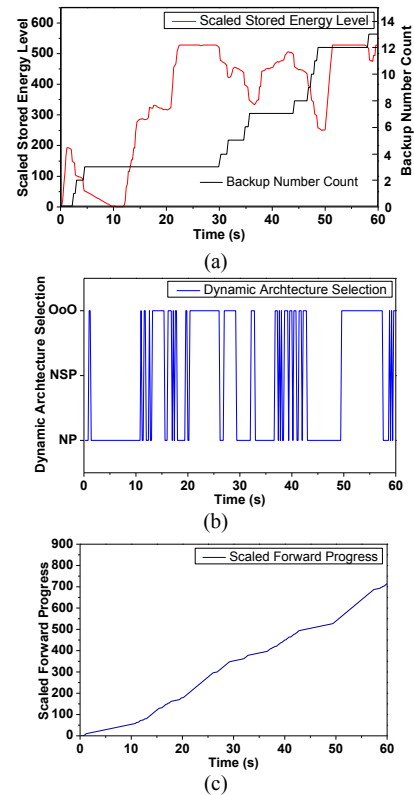 Scaled Stored Energy Level
Backup Number Count
600
500
400
300
200
100
0
14
12
10
8
6
4
2
0
Scaled Stored Energy Level
Backup Number Count
0 10 20 30 40 50 60
Time (s)
(a)
Dynamic Archtecture Selection
Dynamic Archtecture Selection
OoO
NSP
NP
0 10 20 30 40 50 60
Time (s)
(b)
Scaled Forward Progress
Scaled Forward Progress
900
800
700
600
500
400
300
200
100
0
0 10 20 30 40 50 60
Time (s)
(c)